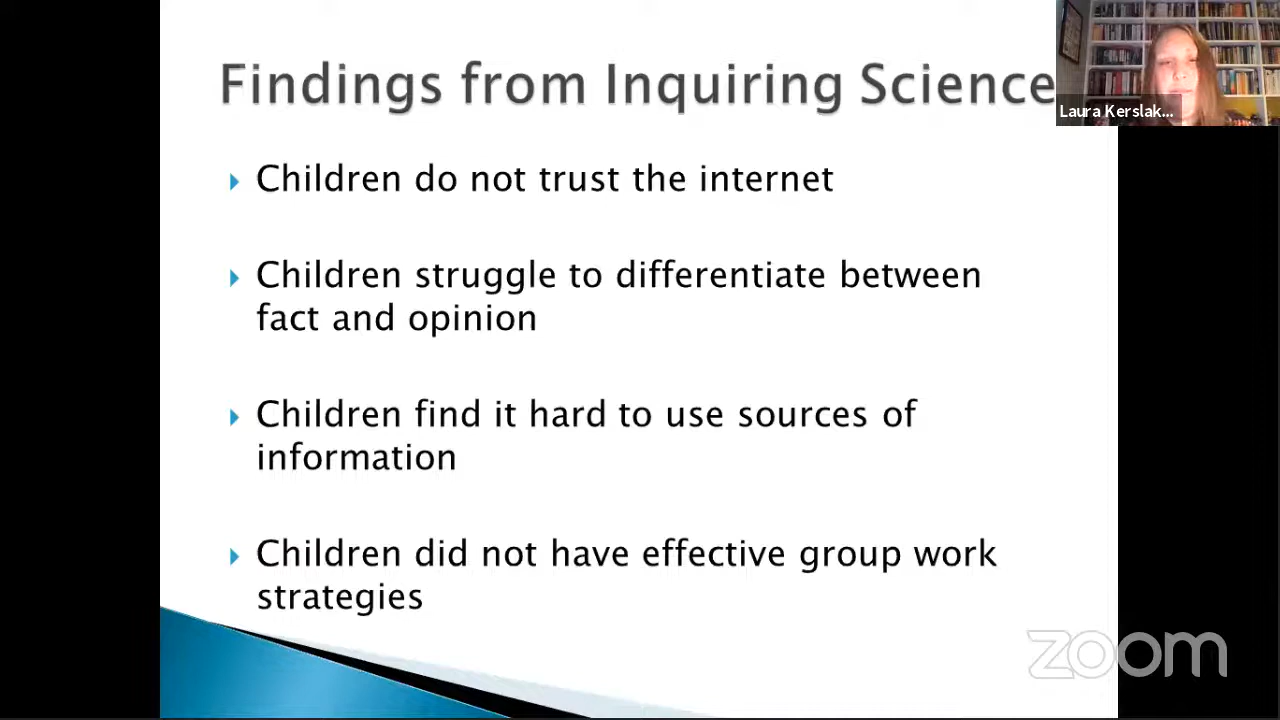 Findings from Inquiring Science
Laura Kerslak...
Children do not trust the internet
Children struggle to differentiate between
fact and opinion
Children find it hard to use sources of
information
Children did not have effective group work
strategies
zoom